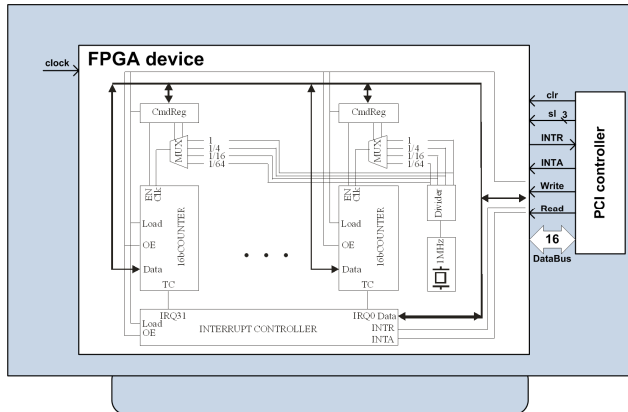 FPGA device
clock
CmdReg
CmdReg
MUX
1
1/4
1/16
1/64
MUX
1
1/4
1/16
1/64
EN
Clk
Load
OE
Data
16bCOUNTER
TC
. . .
EN
Clk
Load
OE
Data
16bCOUNTER
TC
Divider
1MHz
IRQ31
IRQ0
Data
Load
OE
INTERRUPT CONTROLLER
INTR
INTA
clr
sl 3
INTR
INTA
Write
Read
16
DataBus
PCI controller